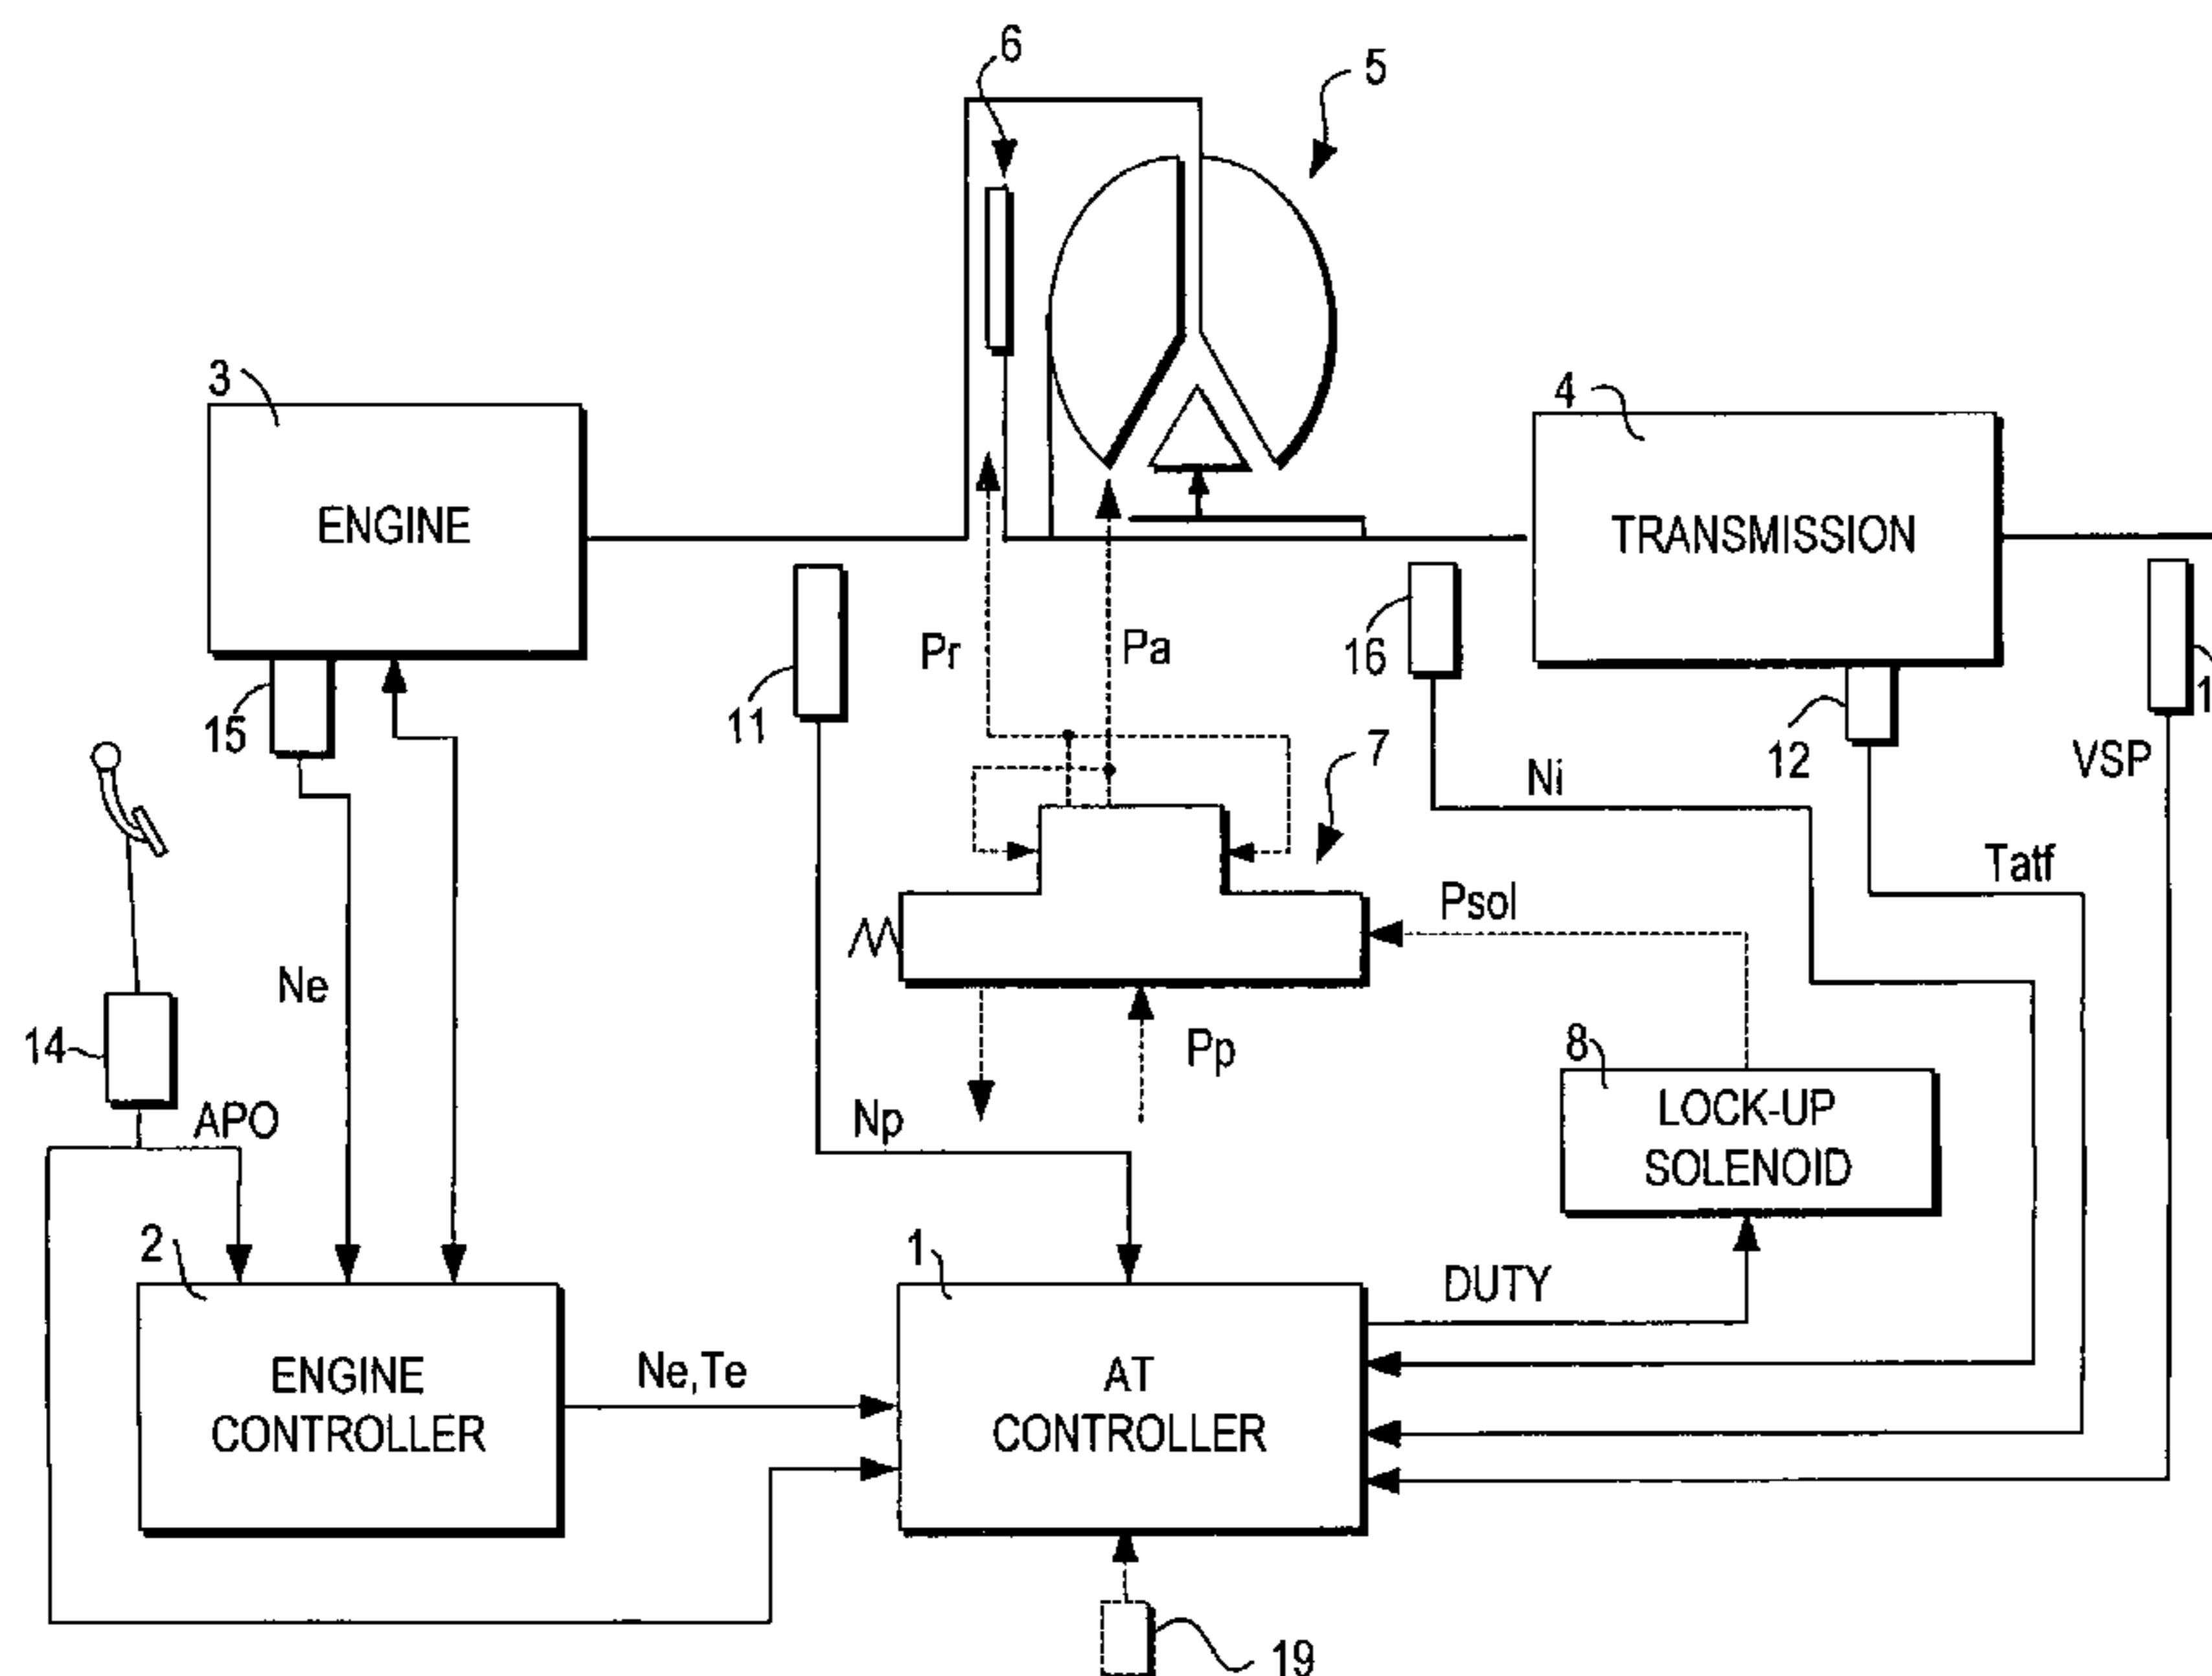 6
5
3
4
ENGINE
TRANSMISSION
Pr
Pa
16
15
11
12
7
VSP
Ni
Tatf
Psol
Ne
14
Pp
8
LOCK-UP
SOLENOID
APO
Np
2
1
DUTY
ENGINE
CONTROLLER
Ne,Te
AT
CONTROLLER
19